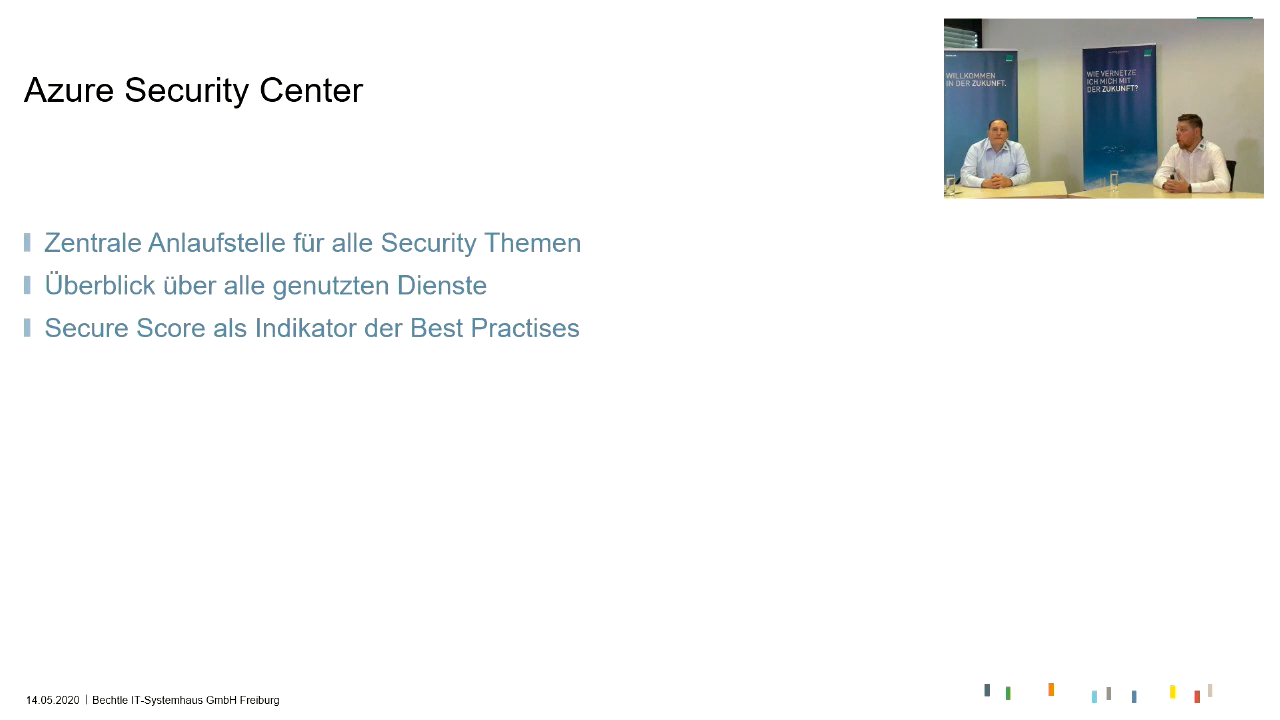 Azure Security Center
WILLKOMMEN
IN DER ZUKUNFT.
WIE VERNETZE
ICH MICH MIT
DER ZUKUNFT?
Zentrale Anlaufstelle für alle Security Themen
Überblick über alle genutzten Dienste
Secure Score als Indikator der Best Practises
14.05.2020 | Bechtle IT-Systemhaus GmbH Freiburg